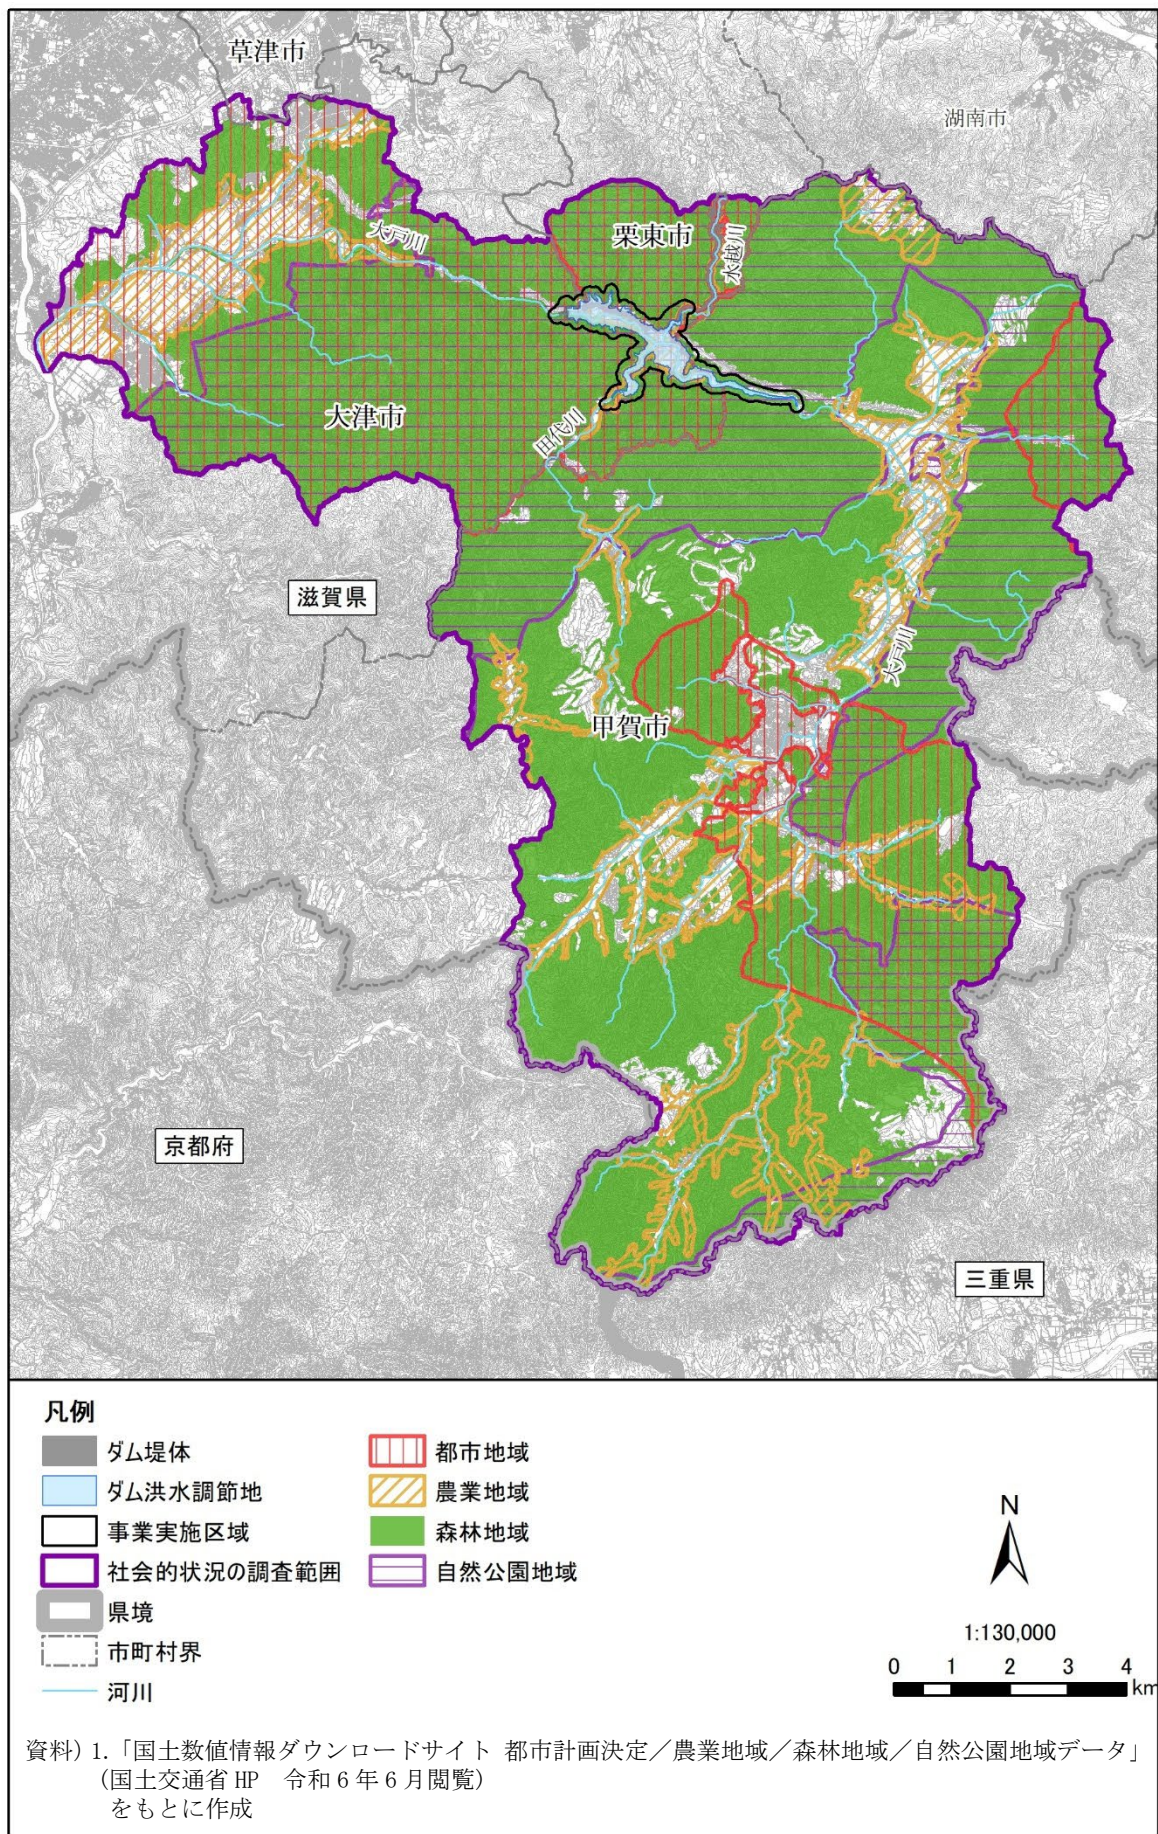 草津市
湖南市
栗東市
水越川
大戸川
大津市
田代川
滋賀県
大戸川
甲賀市
京都府
三重県
凡例
ダム堤体
ダム洪水調節地
事業実施区域
社会的状況の調査範囲
県境
市町村界
河川
都市地域
農業地域
森林地域
自然公園地域
N
1:130,000
0 1 2 3 4
km
資料) 1.「国土数値情報ダウンロードサイト 都市計画決定／農業地域／森林地域／自然公園地域データ」
(国土交通省 HP 令和 6 年 6 月閲覧)
をもとに作成